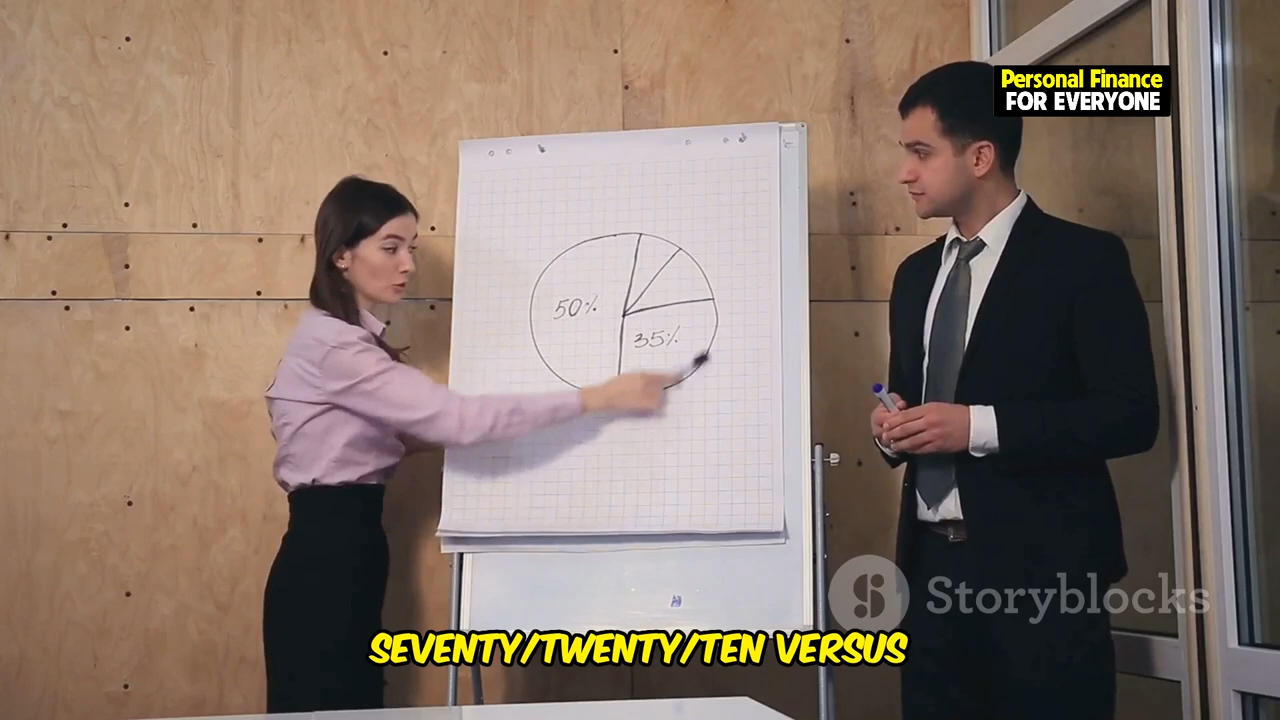 Personal Finance
FOR EVERYONE
50%
35%
Storyblocks
SEVENTY/TWENTY/TEN VERSUS